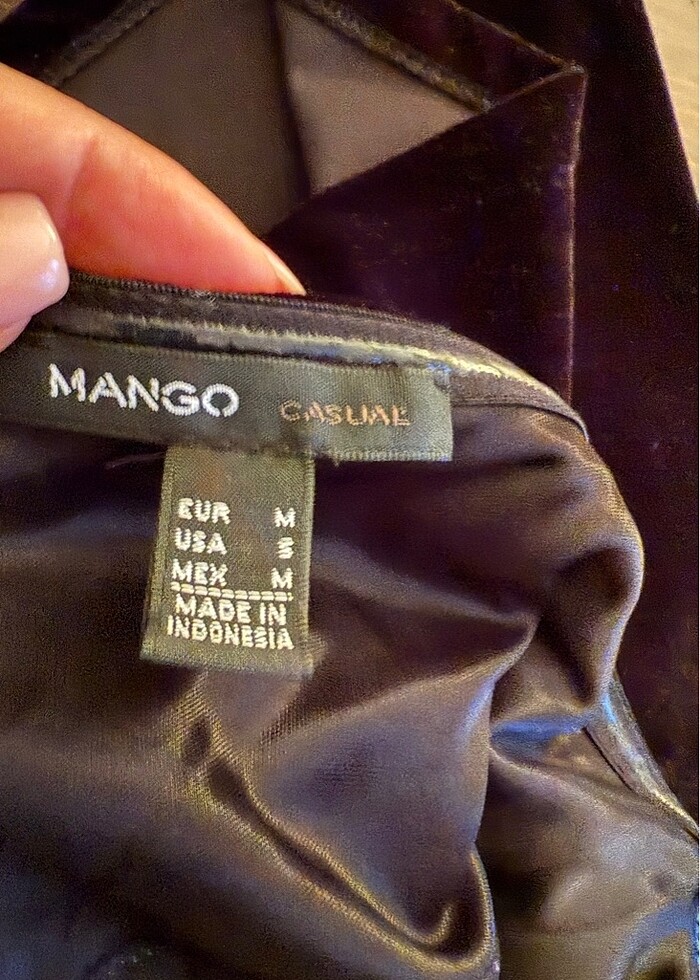 MANGO CASUAL
EUR M
USA S
MEX M
MADE IN
INDONESIA